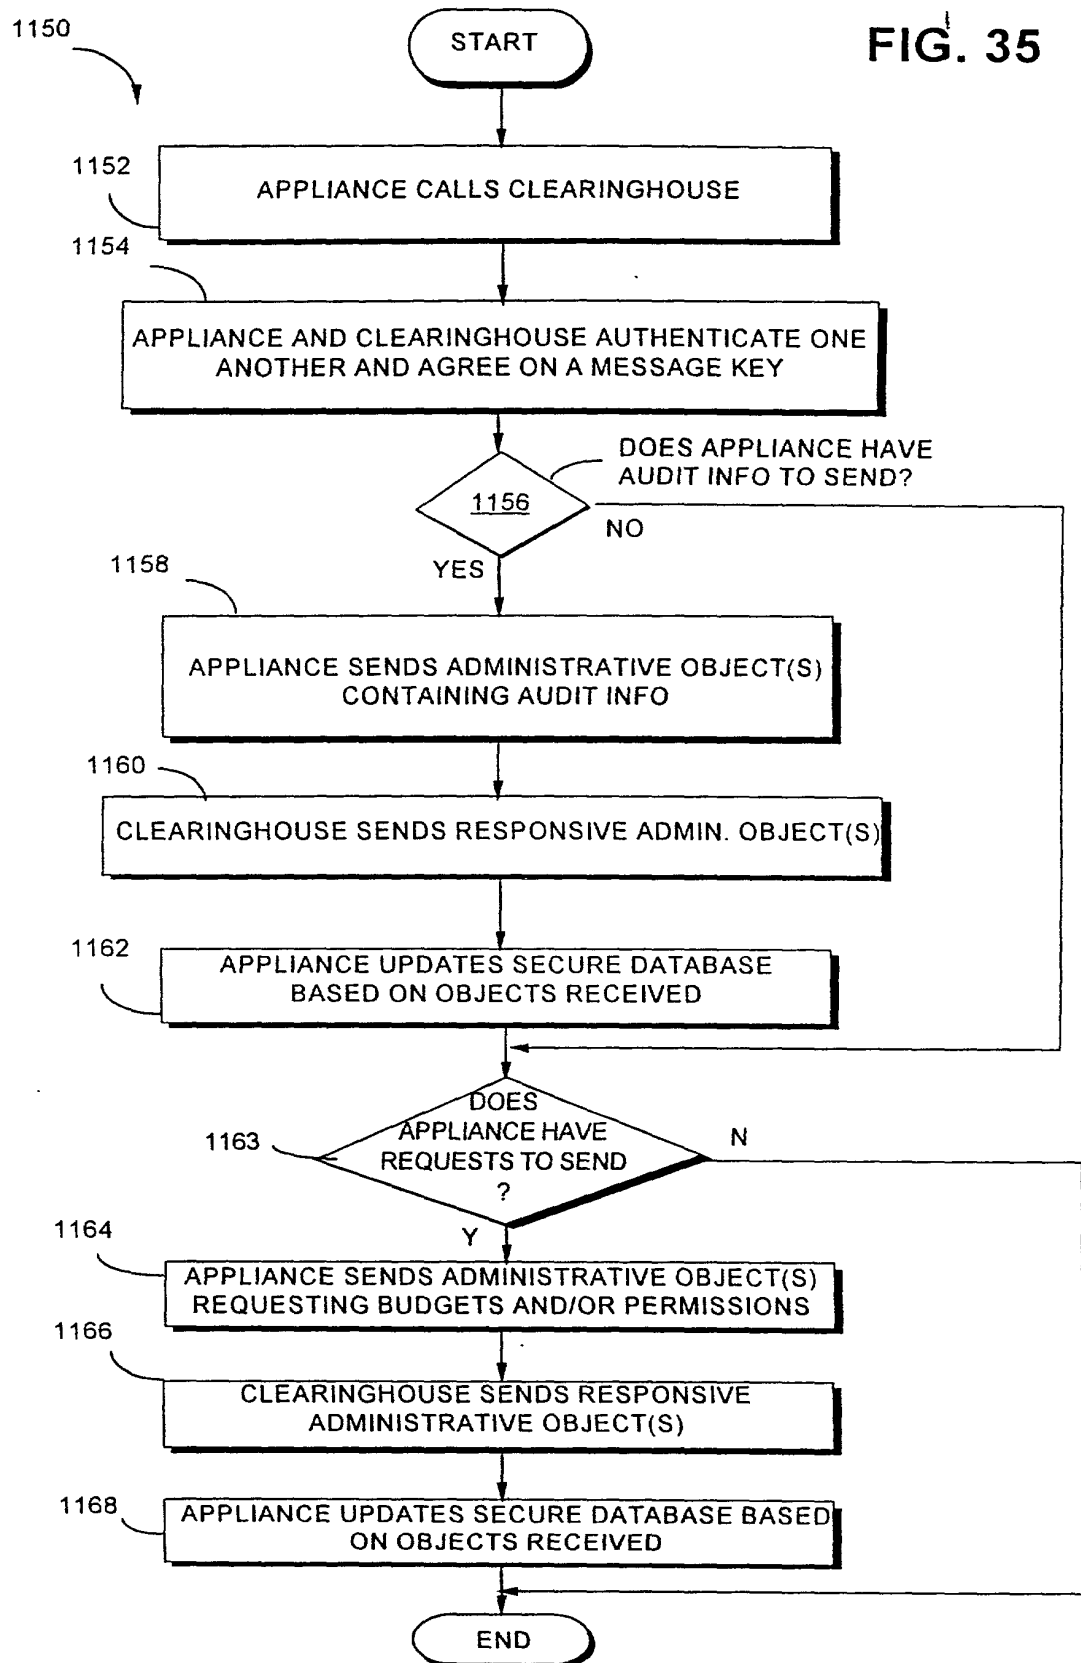 1150
START
FIG. 35
1152
APPLIANCE CALLS CLEARINGHOUSE
1154
APPLIANCE AND CLEARINGHOUSE AUTHENTICATE ONE
ANOTHER AND AGREE ON A MESSAGE KEY
DOES APPLIANCE HAVE
AUDIT INFO TO SEND?
1156
NO
YES
1158
APPLIANCE SENDS ADMINISTRATIVE OBJECT(S)
CONTAINING AUDIT INFO
1160
CLEARINGHOUSE SENDS RESPONSIVE ADMIN. OBJECT(S)
1162
APPLIANCE UPDATES SECURE DATABASE
BASED ON OBJECTS RECEIVED
DOES
APPLIANCE HAVE
REQUESTS TO SEND
?
1163
N
Y
1164
APPLIANCE SENDS ADMINISTRATIVE OBJECT(S)
REQUESTING BUDGETS AND/OR PERMISSIONS
1166
CLEARINGHOUSE SENDS RESPONSIVE
ADMINISTRATIVE OBJECT(S)
1168
APPLIANCE UPDATES SECURE DATABASE BASED
ON OBJECTS RECEIVED
END